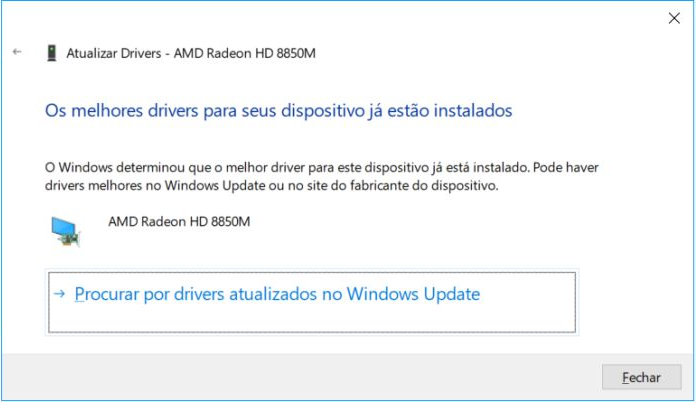 Atualizar Drivers - AMD Radeon HD 8850M
Os melhores drivers para seus dispositivo já estão instalados
O Windows determinou que o melhor driver para este dispositivo já está instalado. Pode haver
drivers melhores no Windows Update ou no site do fabricante do dispositivo.
AMD Radeon HD 8850M
Procurar por drivers atualizados no Windows Update
Fechar